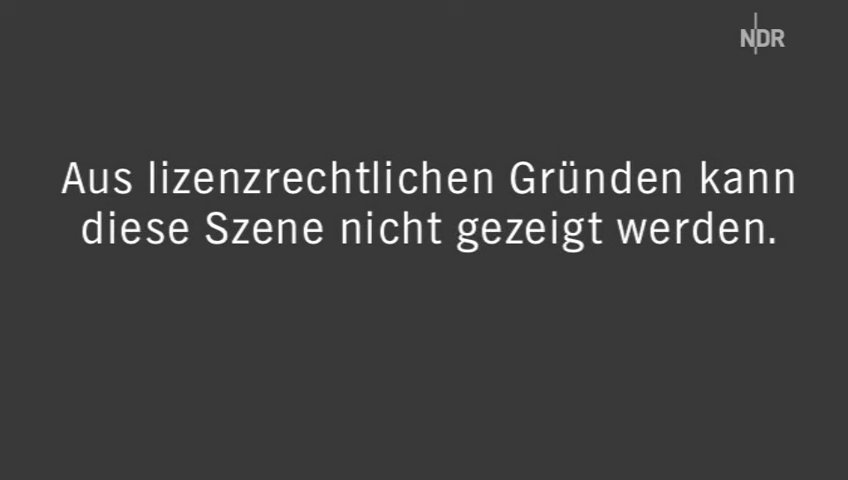 NDR
Aus lizenzrechtlichen Gründen kann
diese Szene nicht gezeigt werden.